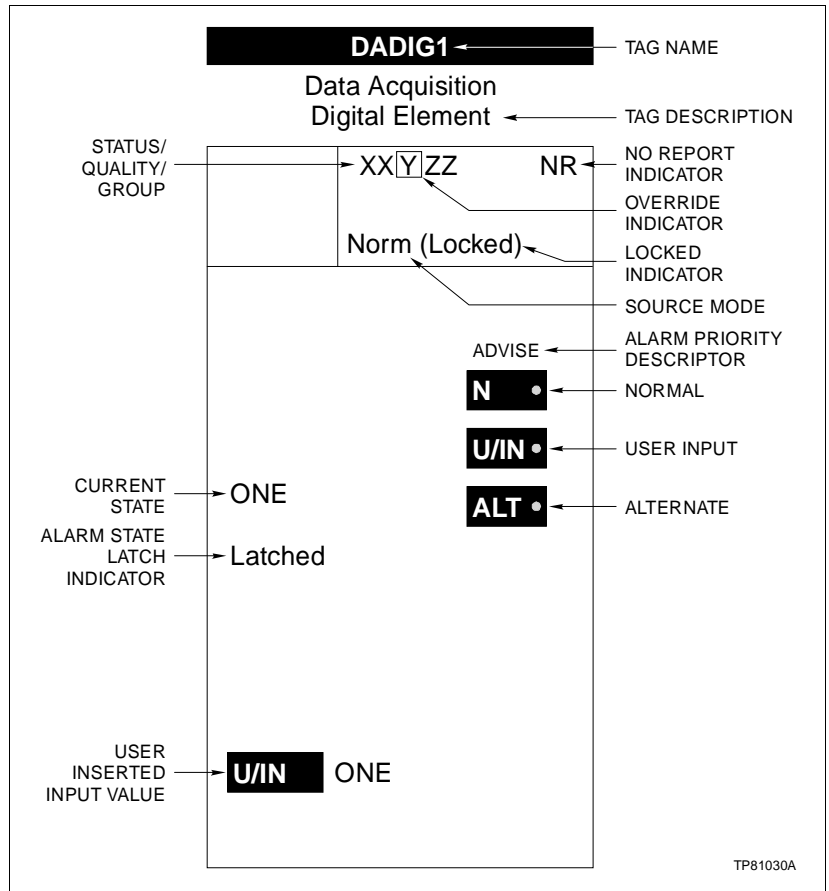 DADIG1
TAG NAME
Data Acquisition
Digital Element
TAG DESCRIPTION
STATUS/
QUALITY/
GROUP
XX Y ZZ
NR
NO REPORT
INDICATOR
OVERRIDE
INDICATOR
Norm (Locked)
LOCKED
INDICATOR
SOURCE MODE
ADVISE
ALARM PRIORITY
DESCRIPTOR
N
NORMAL
U/IN
USER INPUT
CURRENT
STATE
ONE
ALT
ALTERNATE
ALARM STATE
LATCH
INDICATOR
Latched
USER
INSERTED
INPUT VALUE
U/IN
ONE
TP81030A